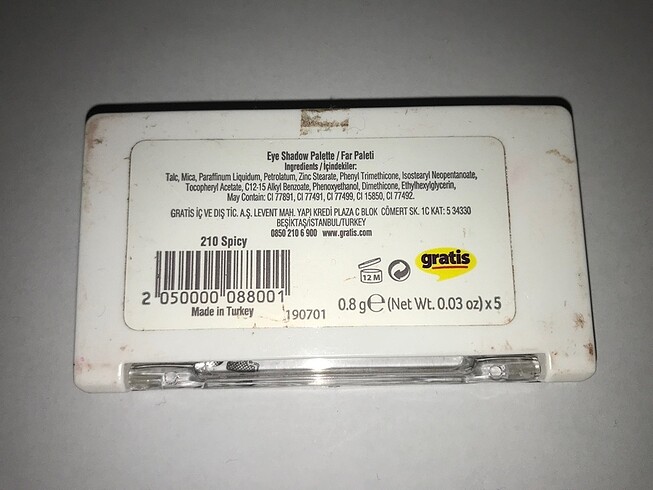 Eye Shadow Palette / Far Paleti
Ingredients / İçindekiler:
Talc, Mica, Paraffinum Liquidum, Petrolatum, Zinc Stearate, Phenyl Trimethicone, Isostearyl Neopentanoate,
Tocopheryl Acetate, C12-15 Alkyl Benzoate, Phenoxyethanol, Dimethicone, Ethylhexylglycerin,
May Contain: CI 77891, CI 77491, CI 77499, CI 15850, CI 77492.
GRATİS İÇ VE DIŞ TİC. A.Ş. LEVENT MAH. YAPI KREDİ PLAZA C BLOK CÖMERT SK. 1C KAT: 5 34330
BEŞİKTAŞ/İSTANBUL/TURKEY
0850 210 6 900 www.gratis.com
210 Spicy
2 050000 088001
Made in Turkey
190701
12 M
gratis
0.8 g ℮ (Net Wt. 0.03 oz) x 5